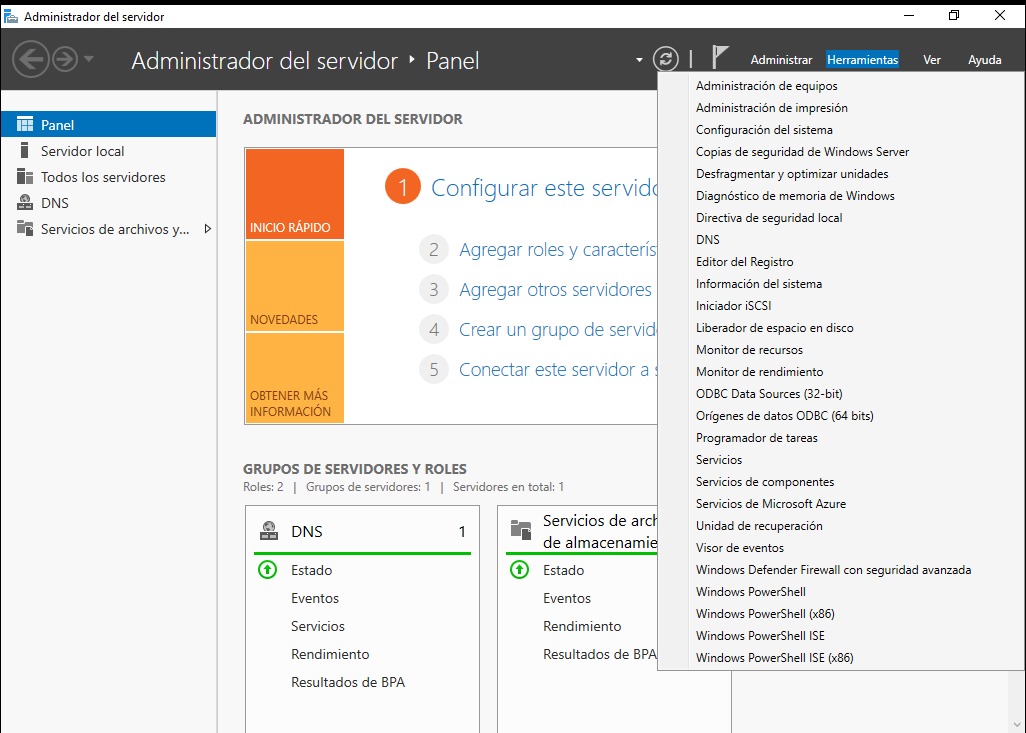 Administrador del servidor
Administrador del servidor ‣ Panel
Administrar Herramientas Ver Ayuda
Panel
Servidor local
Todos los servidores
DNS
Servicios de archivos y...
ADMINISTRADOR DEL SERVIDOR
INICIO RÁPIDO
NOVEDADES
OBTENER MÁS
INFORMACIÓN
1 Configurar este servido
2 Agregar roles y caracterís
3 Agregar otros servidores
4 Crear un grupo de servid
5 Conectar este servidor a s
GRUPOS DE SERVIDORES Y ROLES
Roles: 2 | Grupos de servidores: 1 | Servidores en total: 1
DNS 1
Estado
Eventos
Servicios
Rendimiento
Resultados de BPA
Servicios de arch
de almacenamie
Estado
Eventos
Rendimiento
Resultados de BPA
Administración de equipos
Administración de impresión
Configuración del sistema
Copias de seguridad de Windows Server
Desfragmentar y optimizar unidades
Diagnóstico de memoria de Windows
Directiva de seguridad local
DNS
Editor del Registro
Información del sistema
Iniciador iSCSI
Liberador de espacio en disco
Monitor de recursos
Monitor de rendimiento
ODBC Data Sources (32-bit)
Orígenes de datos ODBC (64 bits)
Programador de tareas
Servicios
Servicios de componentes
Servicios de Microsoft Azure
Unidad de recuperación
Visor de eventos
Windows Defender Firewall con seguridad avanzada
Windows PowerShell
Windows PowerShell (x86)
Windows PowerShell ISE
Windows PowerShell ISE (x86)